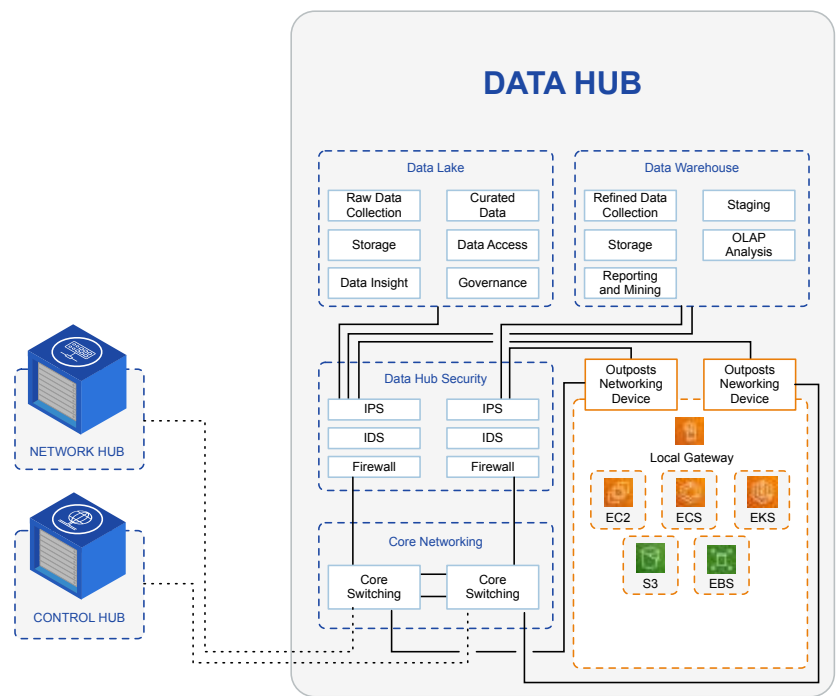 DATA HUB
Data Lake
Raw Data
Collection
Curated
Data
Storage
Data Access
Data Insight
Governance
Data Warehouse
Refined Data
Collection
Staging
Storage
OLAP
Analysis
Reporting
and Mining
Data Hub Security
IPS
IPS
IDS
IDS
Firewall
Firewall
Outposts
Networking
Device
Outposts
Neworking
Device
Local Gateway
EC2
ECS
EKS
S3
EBS
Core Networking
Core
Switching
Core
Switching
NETWORK HUB
CONTROL HUB